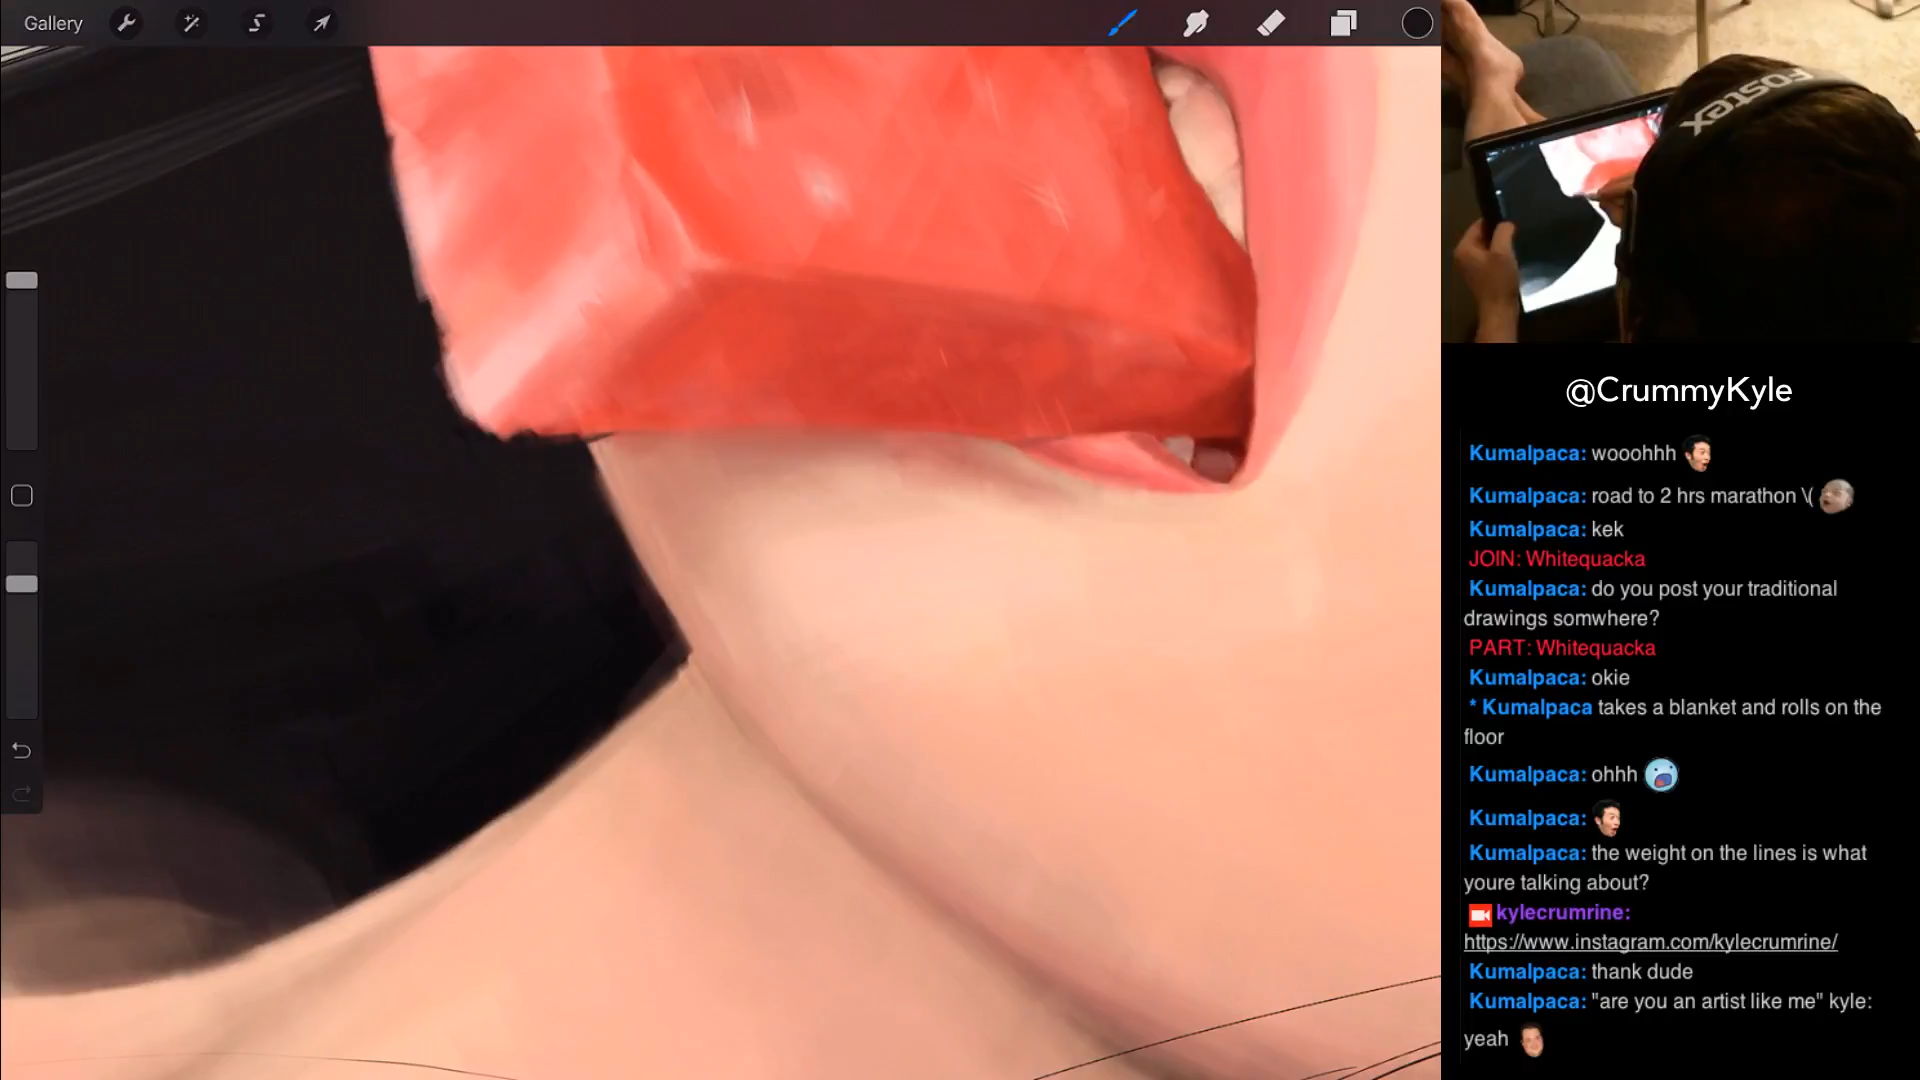 Gallery
Fostex
@CrummyKyle
Kumalpaca: wooohhh
Kumalpaca: road to 2 hrs marathon \(
Kumalpaca: kek
JOIN: Whitequacka
Kumalpaca: do you post your traditional
drawings somwhere?
PART: Whitequacka
Kumalpaca: okie
* Kumalpaca takes a blanket and rolls on the
floor
Kumalpaca: ohhh
Kumalpaca:
Kumalpaca: the weight on the lines is what
youre talking about?
kylecrumrine:
https://www.instagram.com/kylecrumrine/
Kumalpaca: thank dude
Kumalpaca: "are you an artist like me" kyle:
yeah